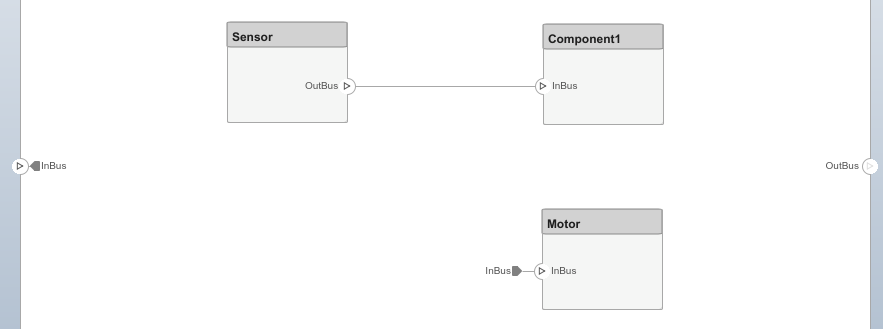 Sensor
Component1
OutBus
InBus
InBus
OutBus
Motor
InBus
InBus